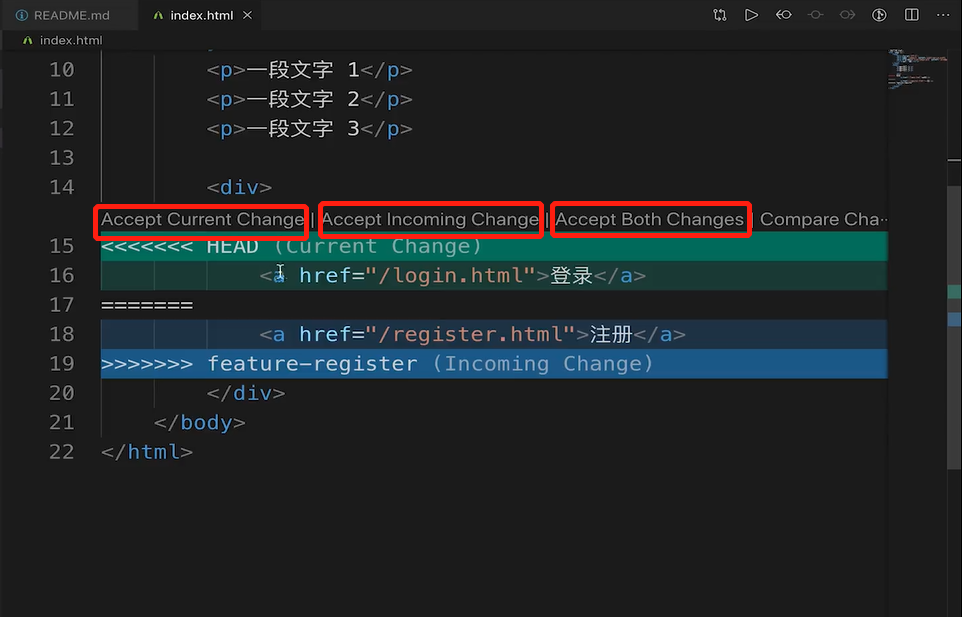 README.md index.html
index.html
10 <p>一段文字 1</p>
11 <p>一段文字 2</p>
12 <p>一段文字 3</p>
13
14 <div>
Accept Current Change | Accept Incoming Change | Accept Both Changes | Compare Cha···
15 <<<<<<< HEAD (Current Change)
16 <a href="/login.html">登录</a>
17 =======
18 <a href="/register.html">注册</a>
19 >>>>>>> feature-register (Incoming Change)
20 </div>
21 </body>
22 </html>